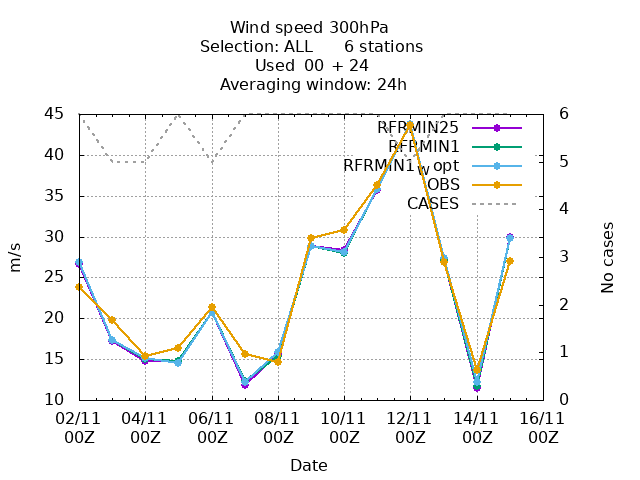 Wind speed 300hPa
Selection: ALL 6 stations
Used 00 + 24
Averaging window: 24h
45 6
RFRMIN25
RFRMIN1
40 5
RFRMIN1w opt
OBS
35
CASES 4
30
3
25
m/s No cases
2
20
15 1
10 0
02/11 04/11 06/11 08/11 10/11 12/11 14/11 16/11
00Z 00Z 00Z 00Z 00Z 00Z 00Z 00Z
Date